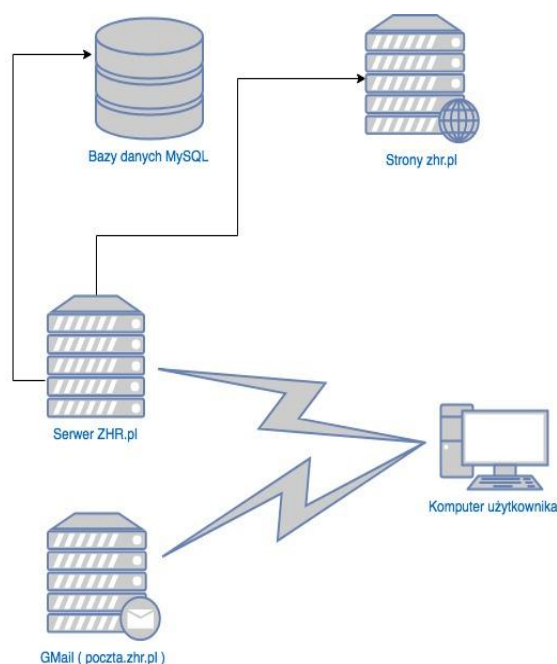 Bazy danych MySQL
Strony zhr.pl
Serwer ZHR.pl
Komputer użytkownika
GMail ( poczta.zhr.pl )